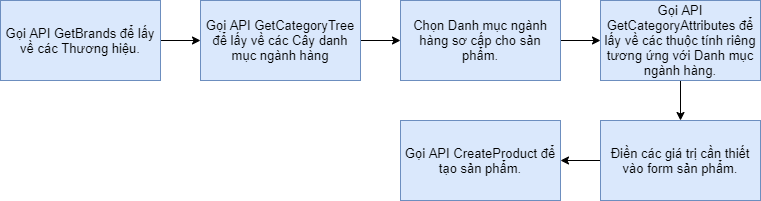 Gọi API GetBrands để lấy
về các Thương hiệu.
Gọi API GetCategoryTree
để lấy về các Cây danh
mục ngành hàng
Chọn Danh mục ngành
hàng sơ cấp cho sản
phẩm.
Gọi API
GetCategoryAttributes để
lấy về các thuộc tính riêng
tương ứng với Danh mục
ngành hàng.
Điền các giá trị cần thiết
vào form sản phẩm.
Gọi API CreateProduct để
tạo sản phẩm.